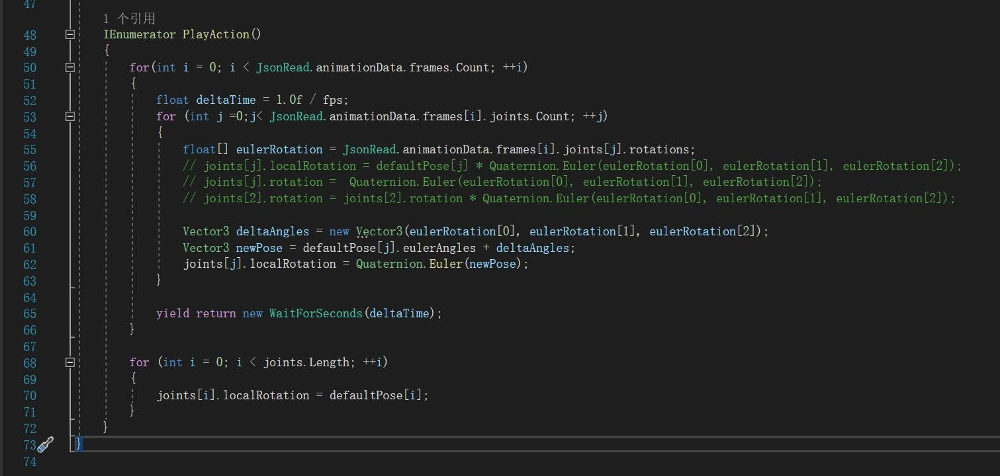 47
1 个引用
48 IEnumerator PlayAction()
49 {
50 for(int i = 0; i < JsonRead.animationData.frames.Count; ++i)
51 {
52 float deltaTime = 1.0f / fps;
53 for (int j =0;j< JsonRead.animationData.frames[i].joints.Count; ++j)
54 {
55 float[] eulerRotation = JsonRead.animationData.frames[i].joints[j].rotations;
56 // joints[j].localRotation = defaultPose[j] * Quaternion.Euler(eulerRotation[0], eulerRotation[1], eulerRotation[2]);
57 // joints[j].rotation =  Quaternion.Euler(eulerRotation[0], eulerRotation[1], eulerRotation[2]);
58 // joints[2].rotation = joints[2].rotation * Quaternion.Euler(eulerRotation[0], eulerRotation[1], eulerRotation[2]);
59
60 Vector3 deltaAngles = new Vector3(eulerRotation[0], eulerRotation[1], eulerRotation[2]);
61 Vector3 newPose = defaultPose[j].eulerAngles + deltaAngles;
62 joints[j].localRotation = Quaternion.Euler(newPose);
63 }
64
65 yield return new WaitForSeconds(deltaTime);
66 }
67
68 for (int i = 0; i < joints.Length; ++i)
69 {
70 joints[i].localRotation = defaultPose[i];
71 }
72 }
73 }
74